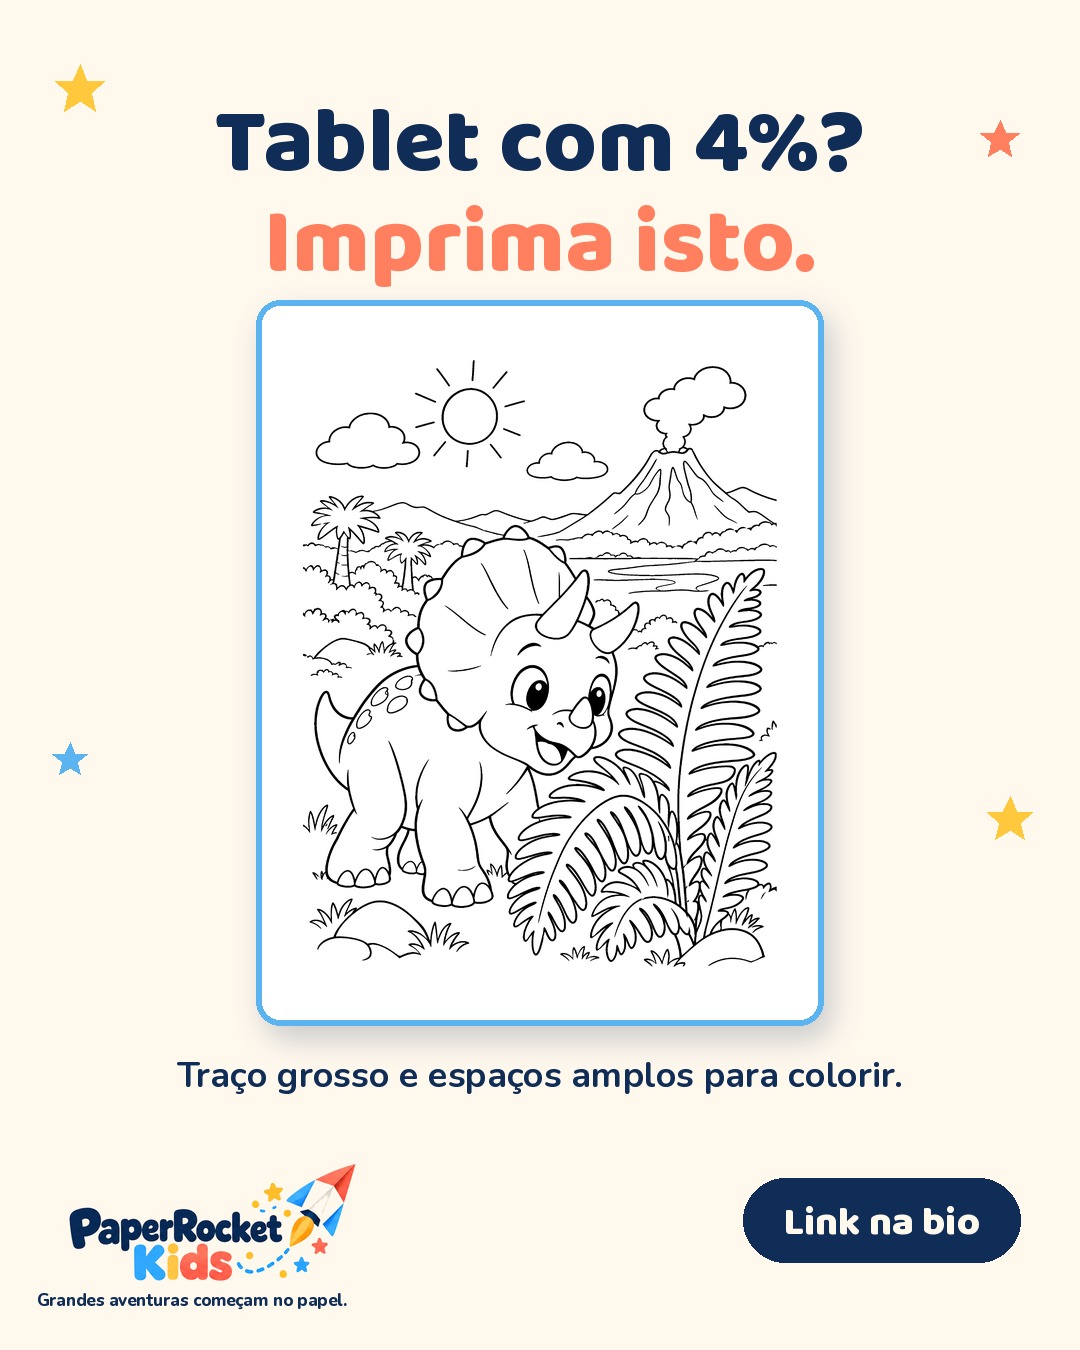 Tablet com 4%?
Imprima isto.
Traço grosso e espaços amplos para colorir.
PaperRocket
Kids
Grandes aventuras começam no papel.
Link na bio